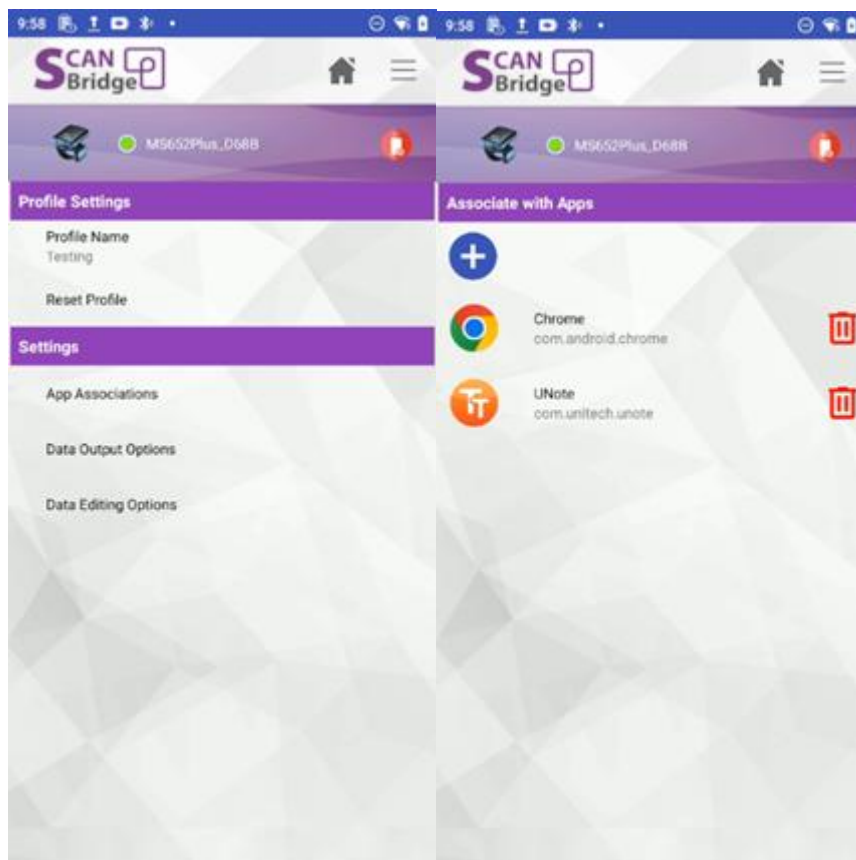 9:58
SCAN
Bridge
MS652Plus_D68B
Profile Settings
Profile Name
Testing
Reset Profile
Settings
App Associations
Data Output Options
Data Editing Options
9:58
SCAN
Bridge
MS652Plus_D68B
Associate with Apps
Chrome
com.android.chrome
UNote
com.unitech.unote